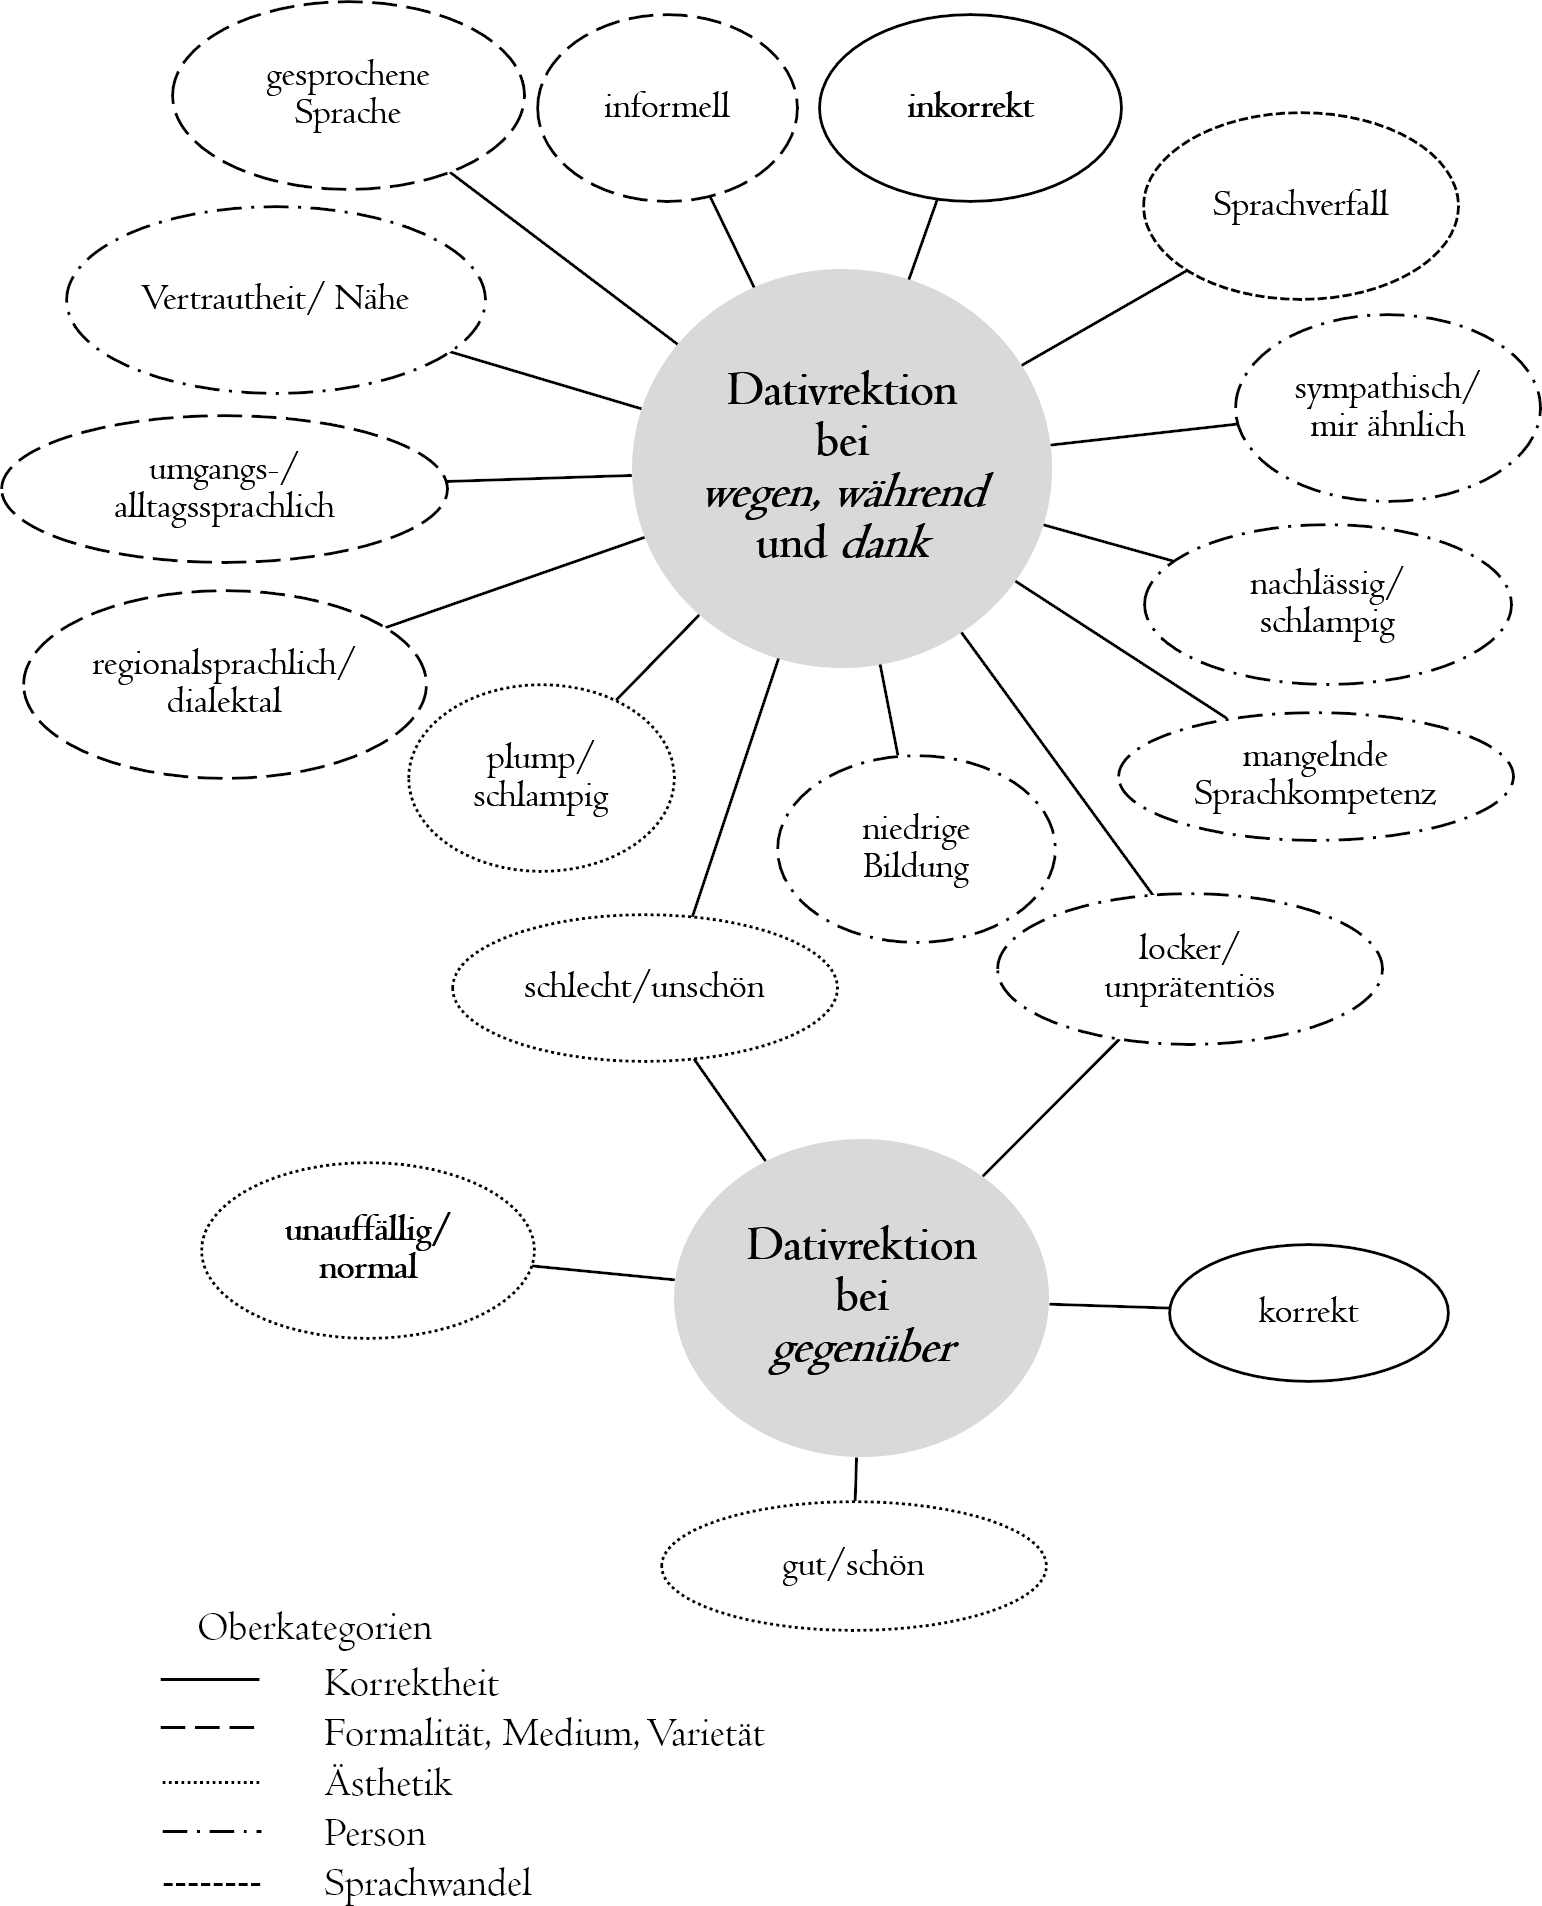 gesprochene
Sprache
informell
inkorrekt
Sprachverfall
Vertrautheit/ Nähe
sympathisch/
mir ähnlich
Dativrektion
bei
wegen, während
und dank
umgangs-/
alltagssprachlich
nachlässig/
schlampig
regionalsprachlich/
dialektal
plump/
schlampig
mangelnde
Sprachkompetenz
niedrige
Bildung
schlecht/unschön
locker/
unprätentiös
unauffällig/
normal
Dativrektion
bei
gegenüber
korrekt
gut/schön
Oberkategorien
Korrektheit
Formalität, Medium, Varietät
Ästhetik
Person
Sprachwandel